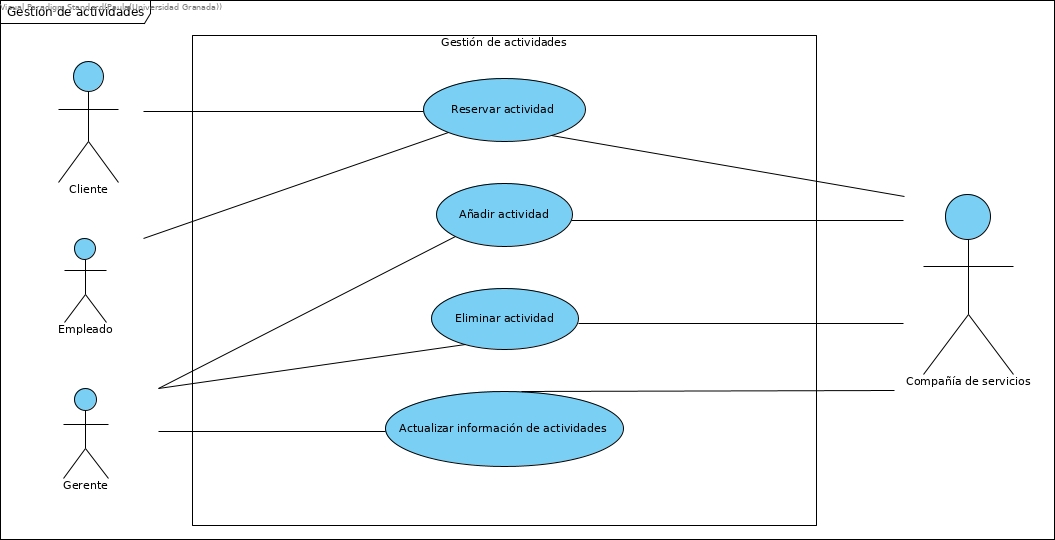 Visual Paradigm Standard(Paula(Universidad Granada))
Gestión de actividades
Gestión de actividades
Reservar actividad
Cliente
Añadir actividad
Eliminar actividad
Empleado
Compañía de servicios
Actualizar información de actividades
Gerente